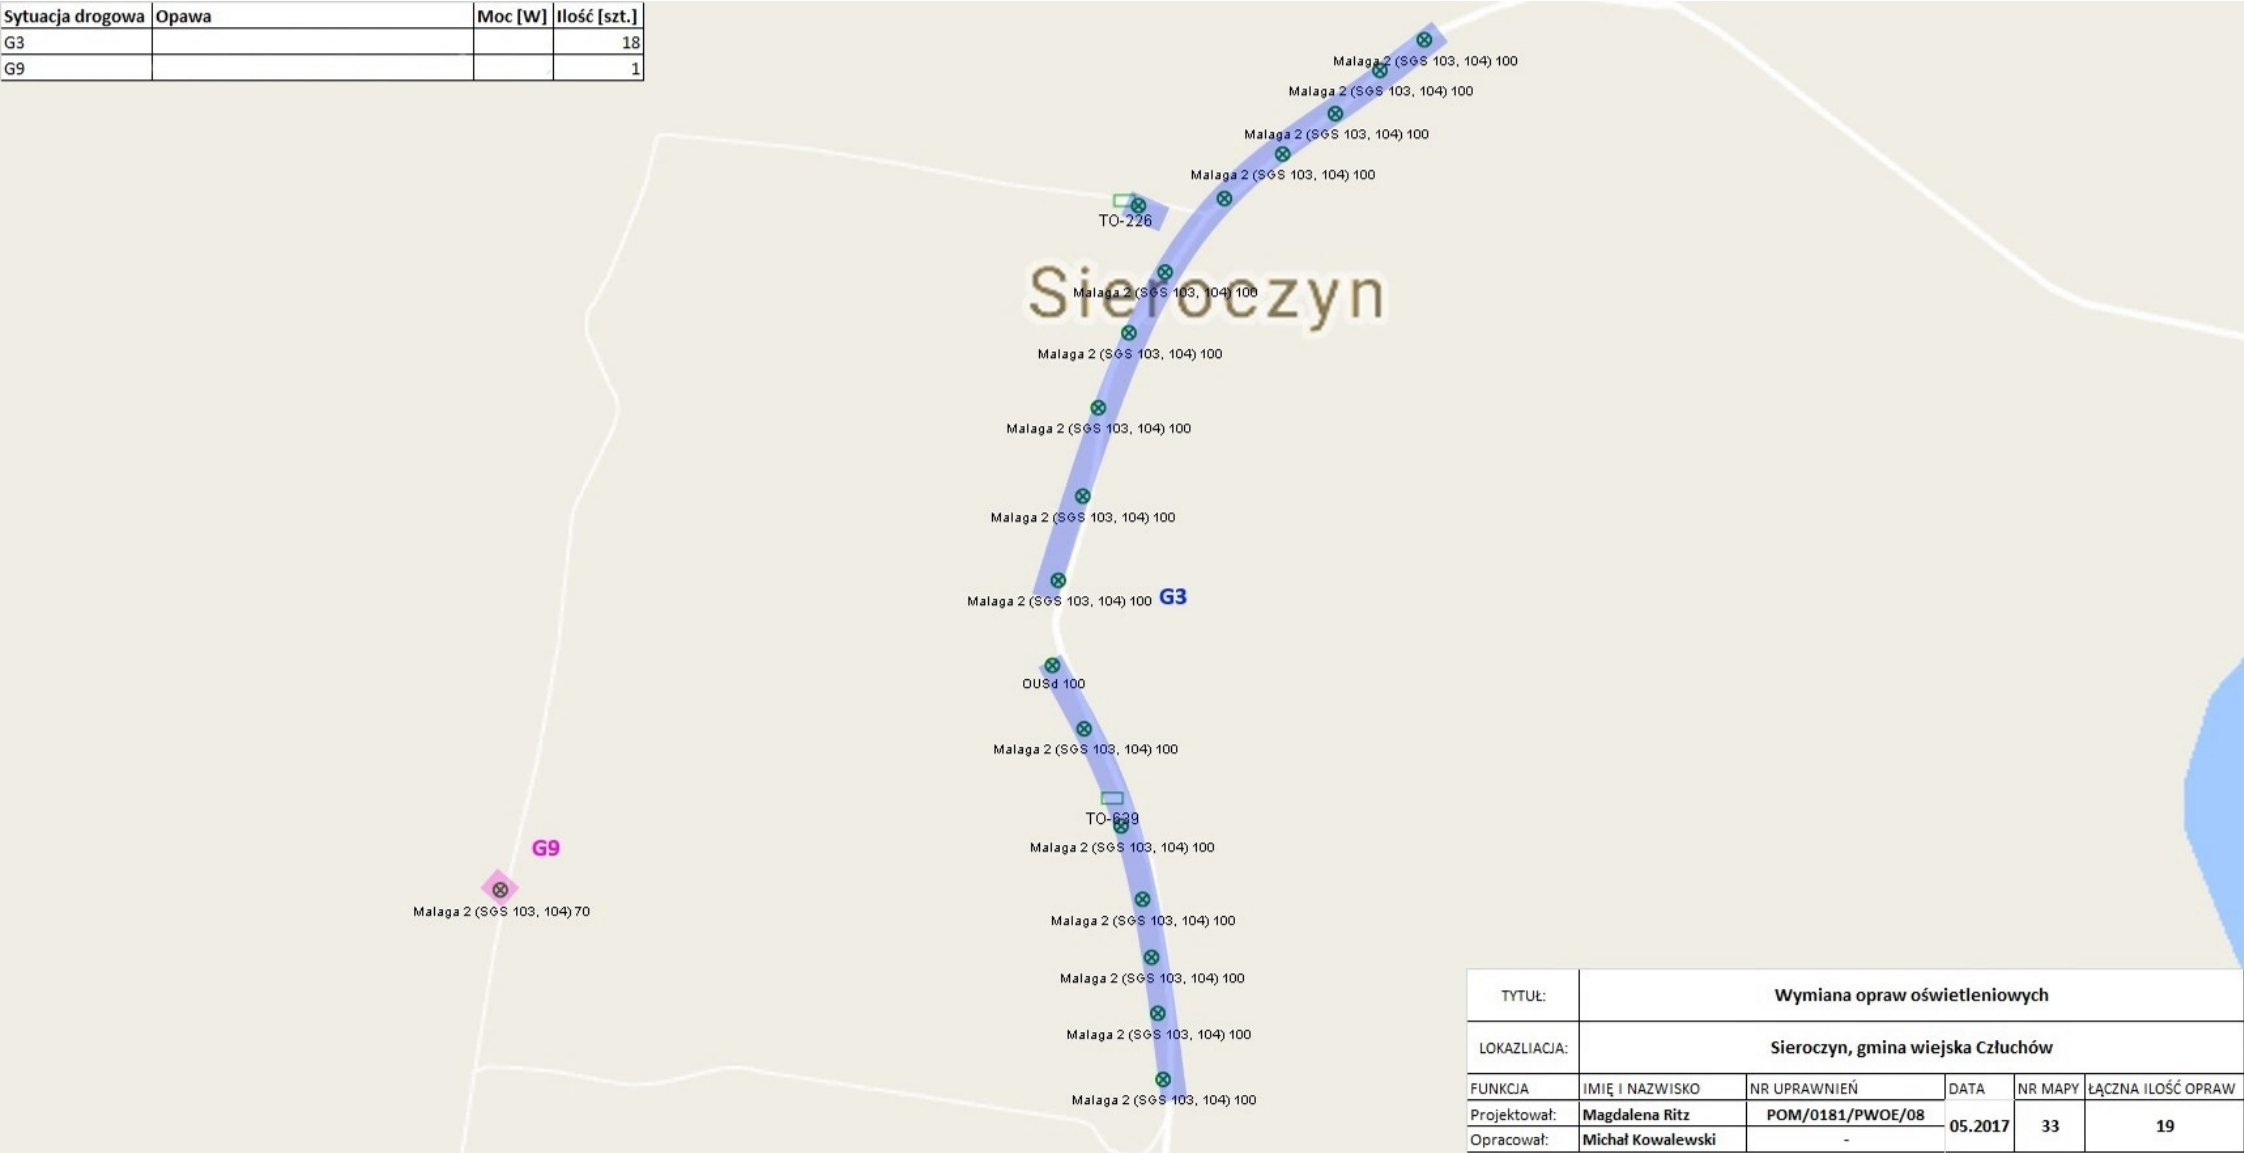 Sytuacja drogowa Opawa Moc [W] Ilość [szt.]
G3 18
G9 1
Malaga 2 (SGS 103, 104) 100
Malaga 2 (SGS 103, 104) 100
Malaga 2 (SGS 103, 104) 100
Malaga 2 (SGS 103, 104) 100
TO-226
Sieroczyn
Malaga 2 (SGS 103, 104) 100
Malaga 2 (SGS 103, 104) 100
Malaga 2 (SGS 103, 104) 100
Malaga 2 (SGS 103, 104) 100
Malaga 2 (SGS 103, 104) 100 G3
OUSd 100
Malaga 2 (SGS 103, 104) 100
TO-639
Malaga 2 (SGS 103, 104) 100
G9
Malaga 2 (SGS 103, 104) 70
Malaga 2 (SGS 103, 104) 100
Malaga 2 (SGS 103, 104) 100
Malaga 2 (SGS 103, 104) 100
Malaga 2 (SGS 103, 104) 100
TYTUŁ: Wymiana opraw oświetleniowych
LOKAZLIACJA: Sieroczyn, gmina wiejska Człuchów
FUNKCJA IMIĘ I NAZWISKO NR UPRAWNIEŃ DATA NR MAPY ŁĄCZNA ILOŚĆ OPRAW
Projektował: Magdalena Ritz POM/0181/PWOE/08 05.2017 33 19
Opracował: Michał Kowalewski -